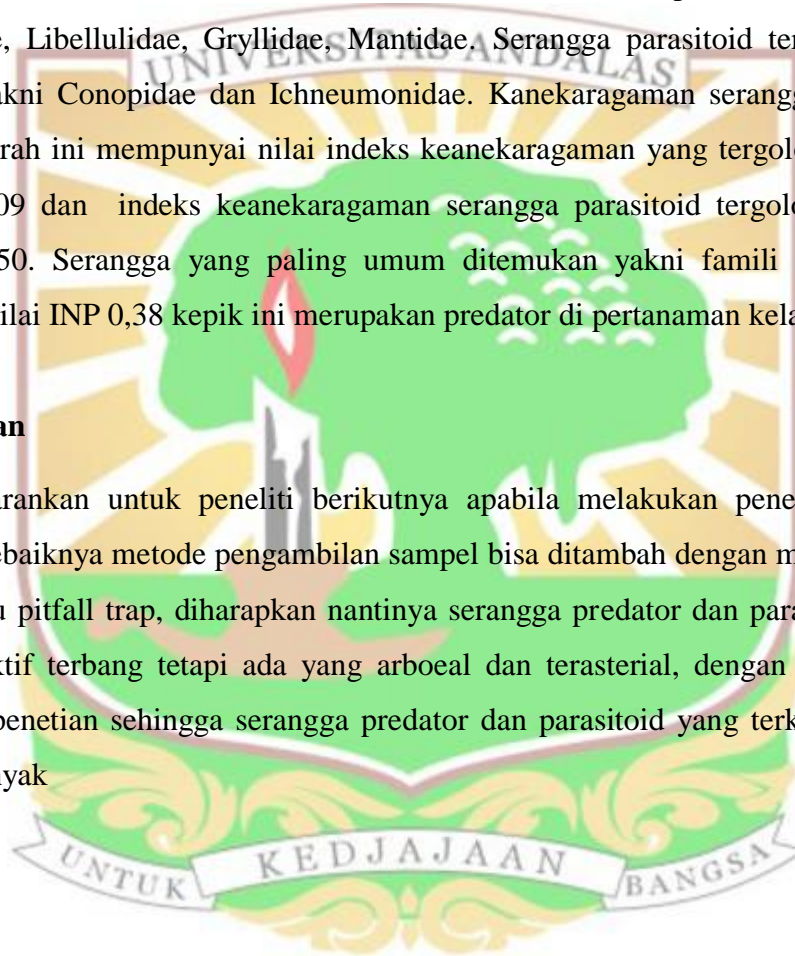 e, Libellulidae, Gryllidae, Mantidae. Serangga parasitoid ter
UNIVERSITAS ANDALAS
akni Conopidae dan Ichneumonidae. Kanekaragaman serangg
rah ini mempunyai nilai indeks keanekaragaman yang tergol
09 dan indeks keanekaragaman serangga parasitoid tergol
50. Serangga yang paling umum ditemukan yakni famili
ilai INP 0,38 kepik ini merupakan predator di pertanaman kela
an
arankan untuk peneliti berikutnya apabila melakukan pene
ebaiknya metode pengambilan sampel bisa ditambah dengan m
u pitfall trap, diharapkan nantinya serangga predator dan para
ktif terbang tetapi ada yang arboeal dan terasterial, dengan
penetian sehingga serangga predator dan parasitoid yang terk
nyak
UNTUK KEDJAJAAN BANGSA